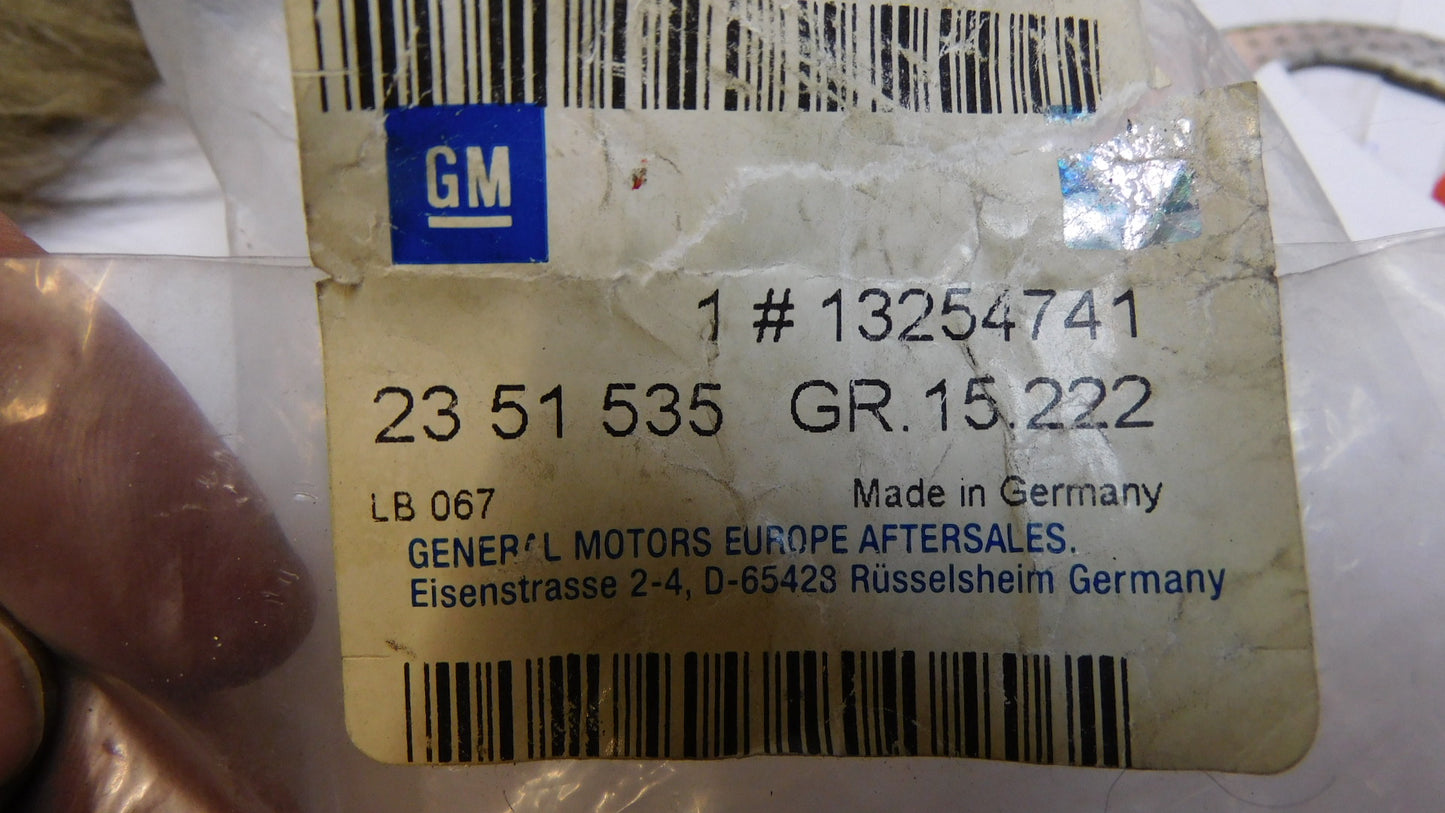 GM
1 # 13254741
23 51 535 GR. 15.222
LB 067 Made in Germany
GENERAL MOTORS EUROPE AFTERSALES.
Eisenstrasse 2-4, D-65428 Rüsselsheim Germany